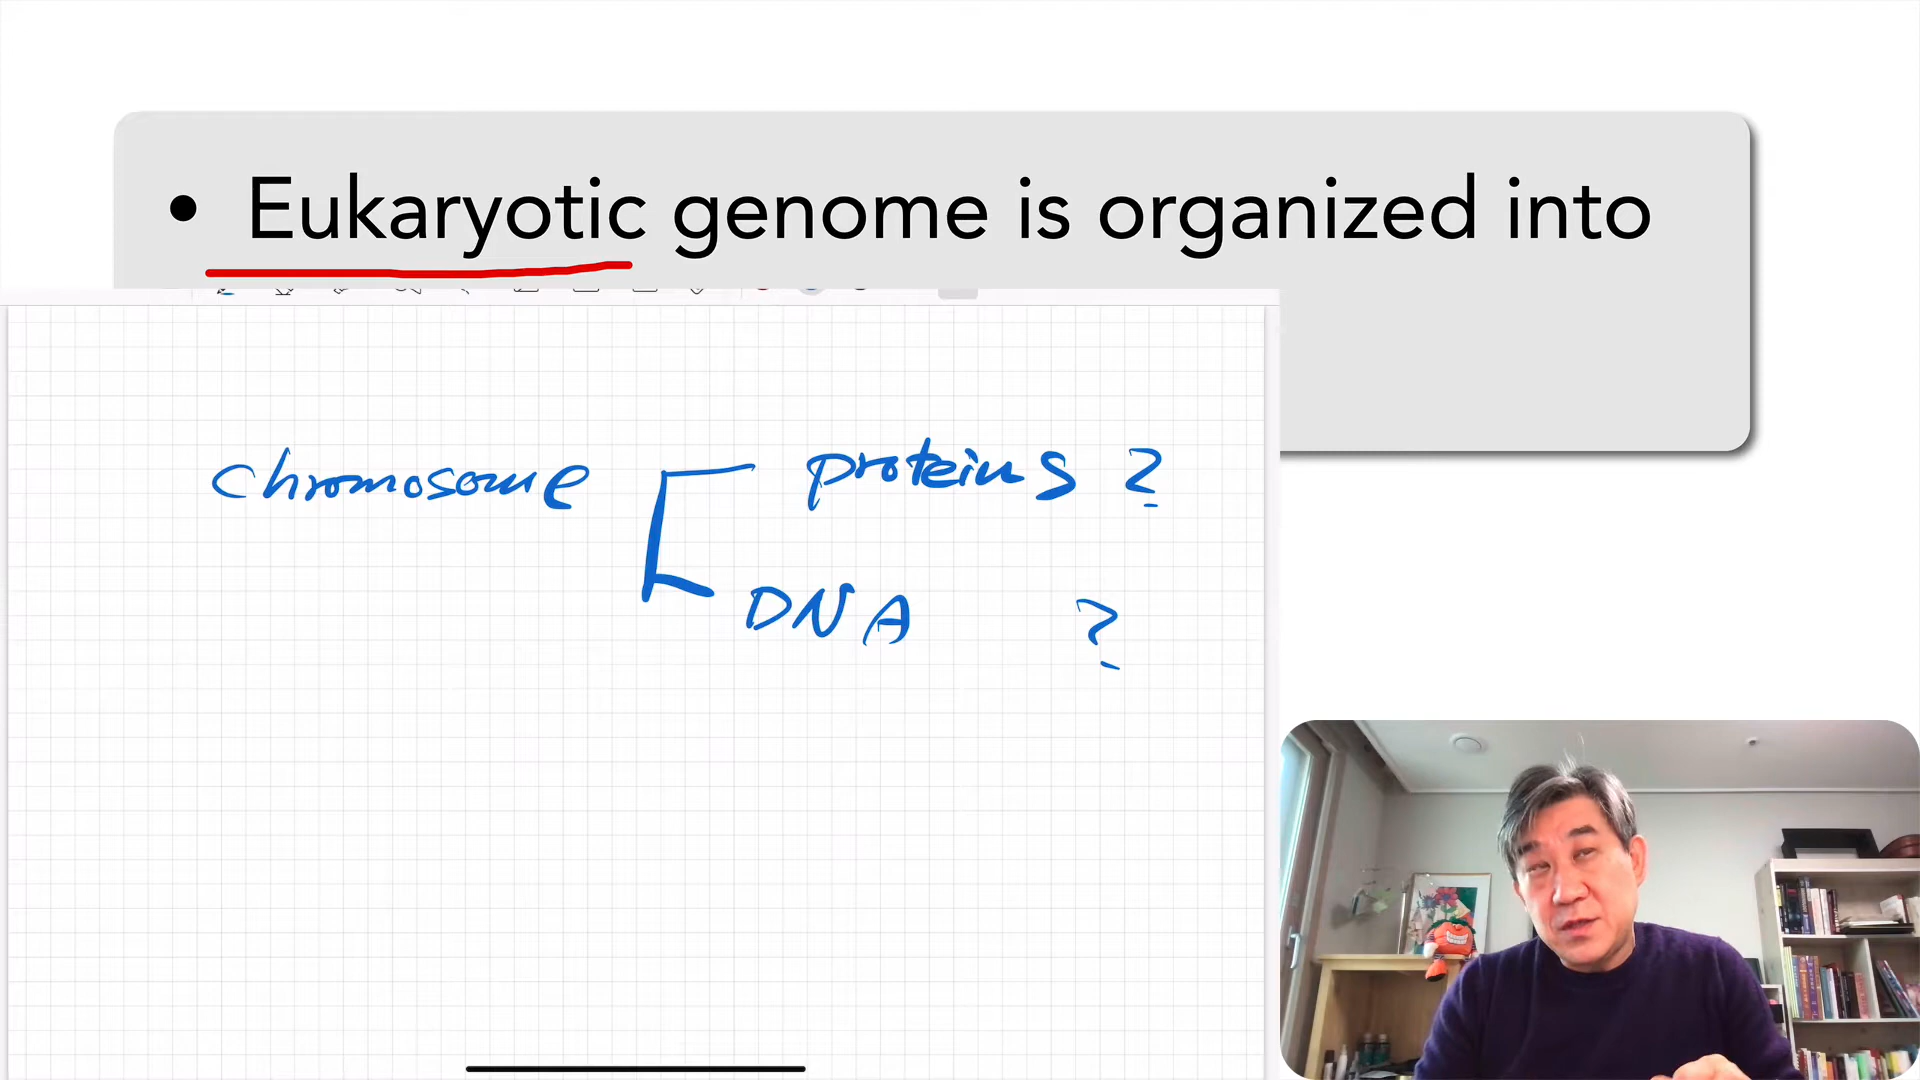 • Eukaryotic genome is organized into
chromosome
proteins ?
DNA ?